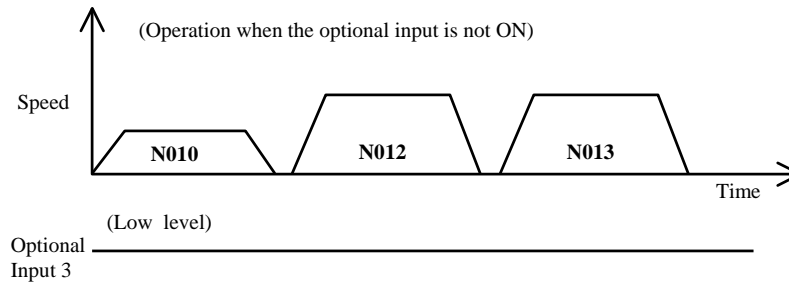 (Operation when the optional input is not ON)
Speed
N010 N012 N013
Time
(Low level)
Optional
Input 3